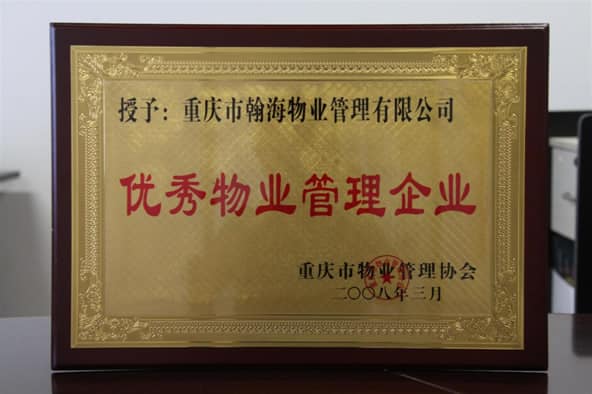 授予：重庆市翰海物业管理有限公司
优秀物业管理企业
重庆市物业管理协会
二〇〇八年三月